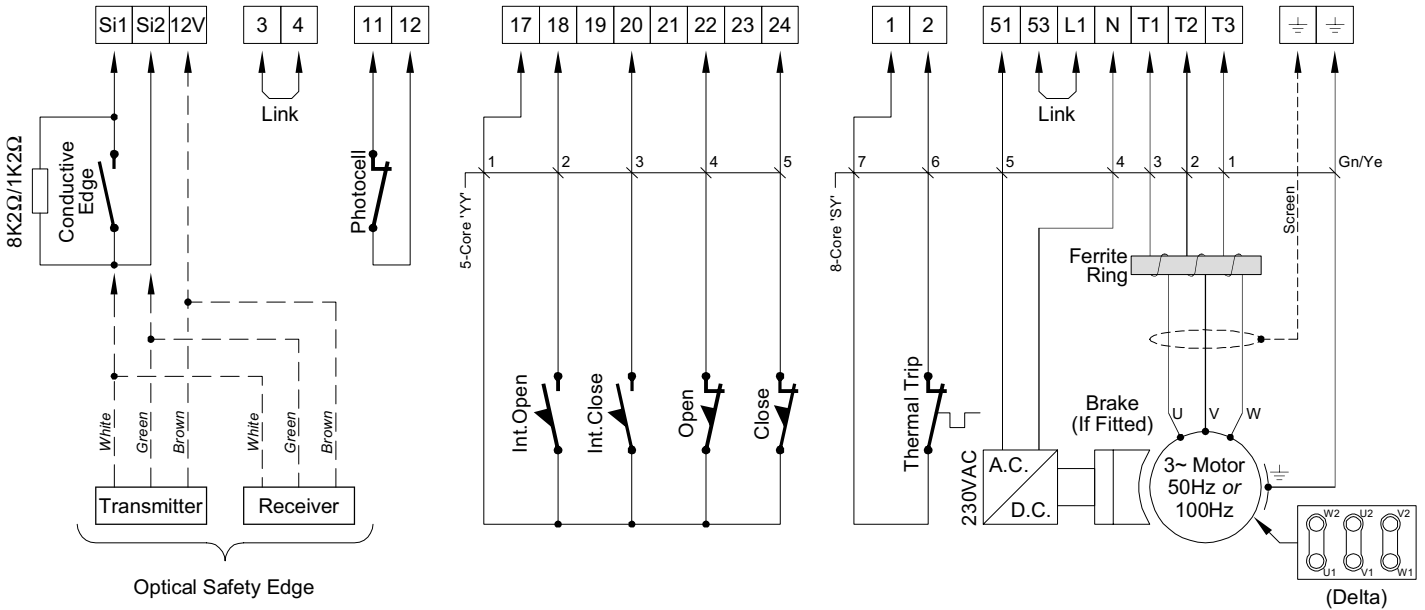 Si1 Si2 12V 3 4 11 12 17 18 19 20 21 22 23 24 1 2 51 53 L1 N T1 T2 T3
Link
Link
8K2Ω/1K2Ω
Conductive
Edge
Photocell
5-Core 'YY'
1 2 3 4 5
8-Core 'SY'
7 6 5 4 3 2 1 Gn/Ye
Screen
Ferrite
Ring
Int.Open
Int.Close
Open
Close
Thermal Trip
Brake
(If Fitted)
U V W
White
Green
Brown
White
Green
Brown
230VAC
A.C.
D.C.
3~ Motor
50Hz or
100Hz
Transmitter
Receiver
Optical Safety Edge
W2 U2 V2
U1 V1 W1
(Delta)